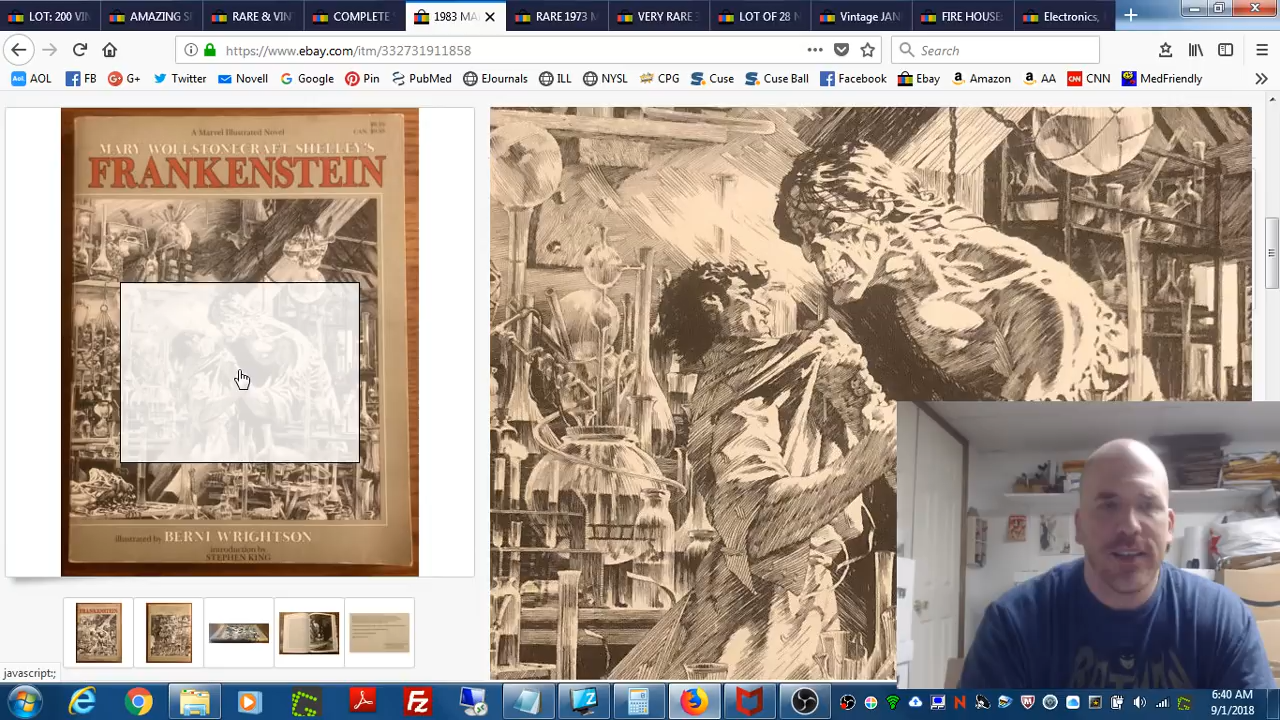 LOT: 200 VIN
AMAZING S
RARE & VIN
COMPLETE
1983 MA
RARE 1973 M
VERY RARE
LOT OF 28
Vintage JAN
FIRE HOUSE
Electronics,
https://www.ebay.com/itm/332731911858
Search
AOL
FB
G+
Twitter
Novell
Google
Pin
PubMed
EJournals
ILL
NYSL
CPG
Cuse
Cuse Ball
Facebook
Ebay
Amazon
AA
CNN
MedFriendly
A Marvel Illustrated Novel
MARY WOLLSTONECRAFT SHELLEY'S
FRANKENSTEIN
illustrated by BERNI WRIGHTSON
introduction by
STEPHEN KING
FRANKENSTEIN
BATMAN
javascript:;
6:40 AM
9/1/2018